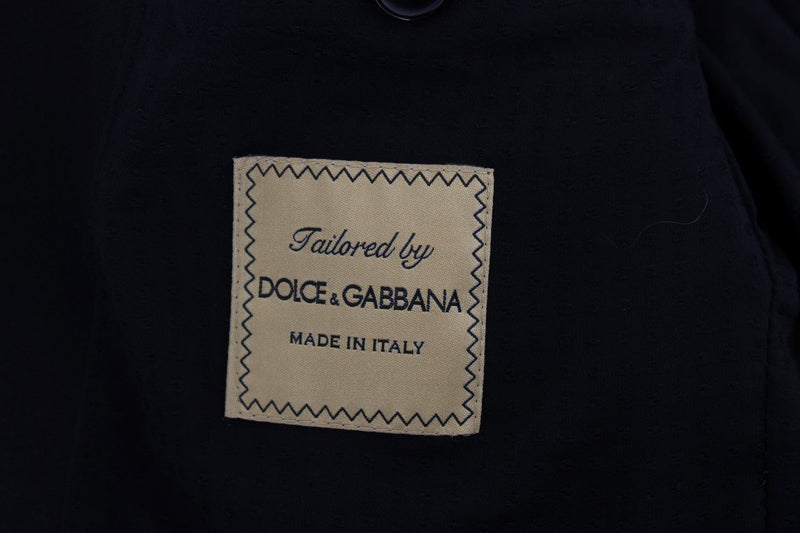 Tailored by
DOLCE & GABBANA
MADE IN ITALY